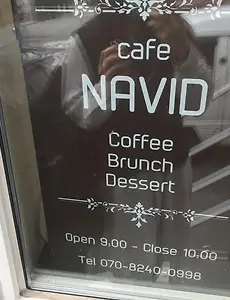 cafe
NAVID
Coffee
Brunch
Dessert
Open 9.00 - Close 10.00
Tel 070-8240-0998